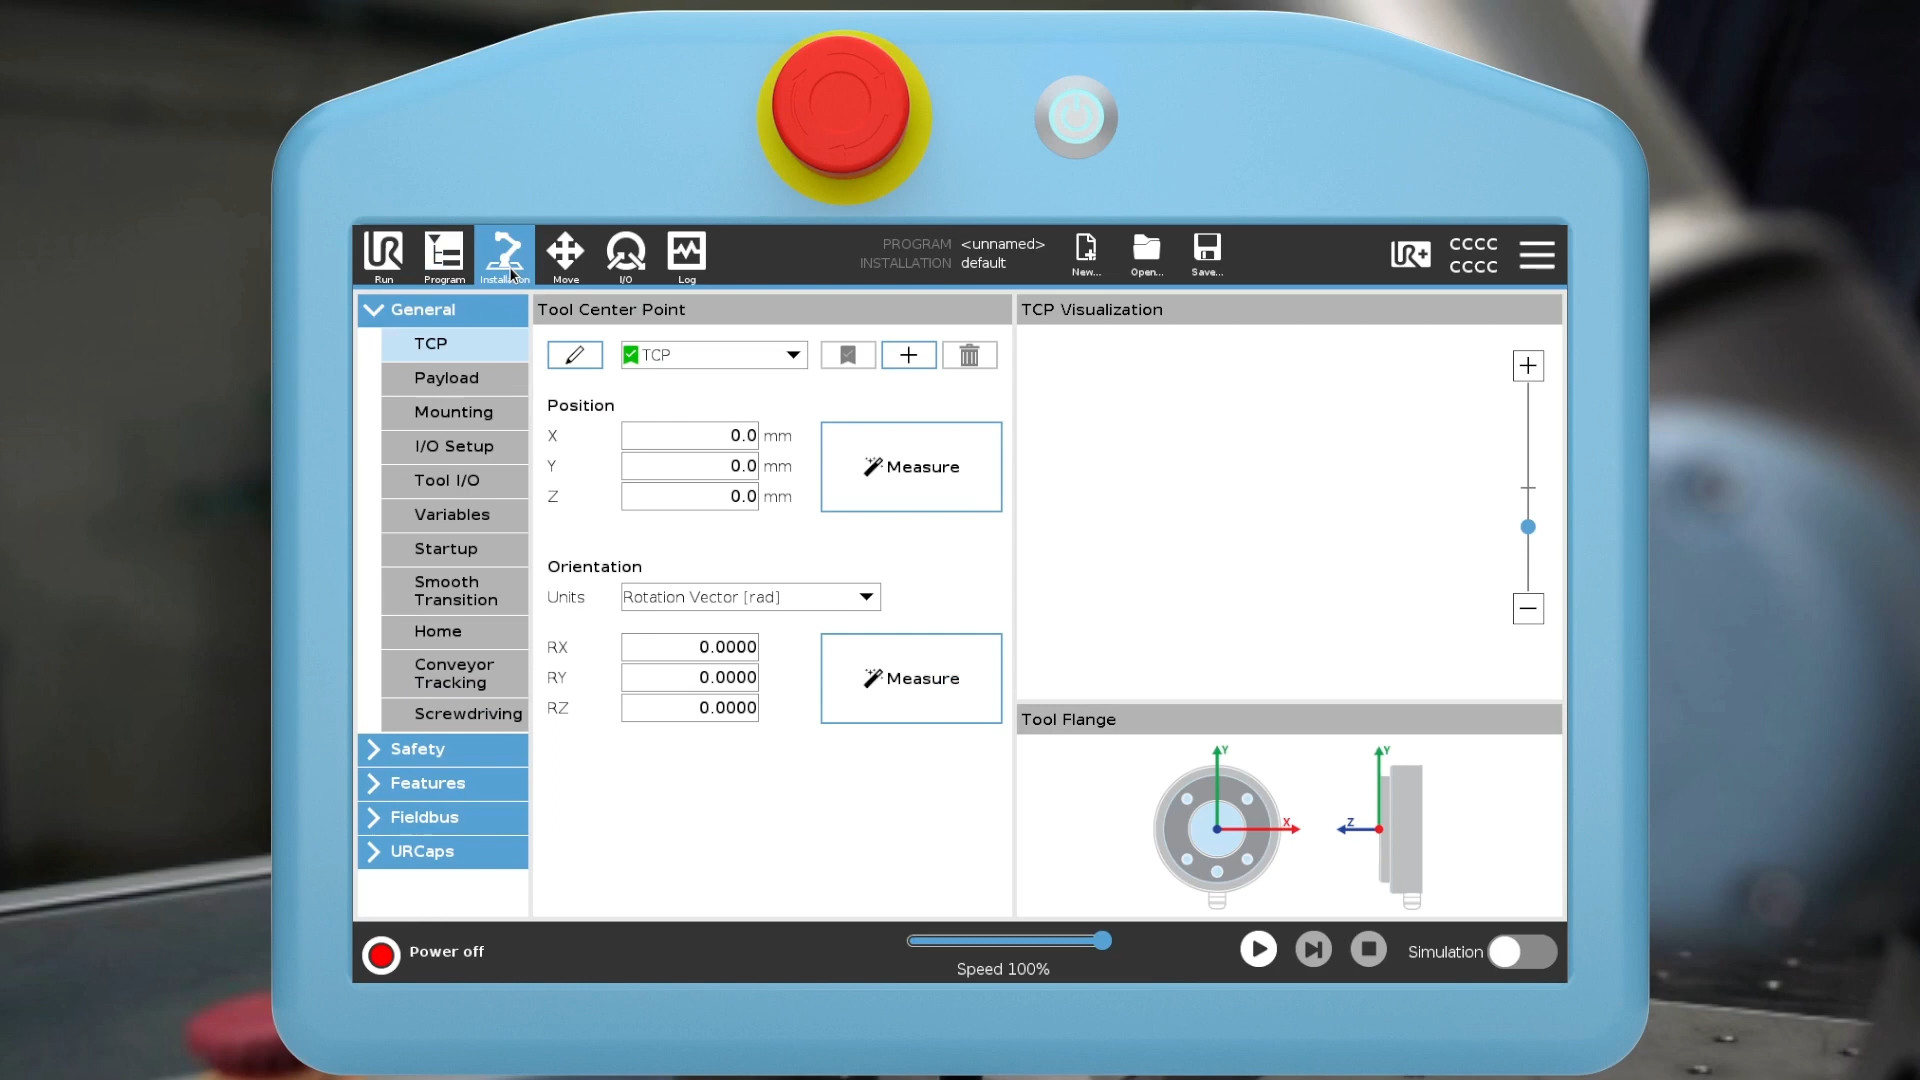 UR
Run
Program
Installation
Move
I/O
Log
PROGRAM <unnamed>
INSTALLATION default
New...
Open...
Save...
UR+
CCCC
CCCC
General
TCP
Payload
Mounting
I/O Setup
Tool I/O
Variables
Startup
Smooth
Transition
Home
Conveyor
Tracking
Screwdriving
Safety
Features
Fieldbus
URCaps
Tool Center Point
TCP
Position
X 0.0 mm
Y 0.0 mm
Z 0.0 mm
Measure
Orientation
Units Rotation Vector [rad]
RX 0.0000
RY 0.0000
RZ 0.0000
Measure
TCP Visualization
Tool Flange
Y
X
Y
Z
Power off
Speed 100%
Simulation